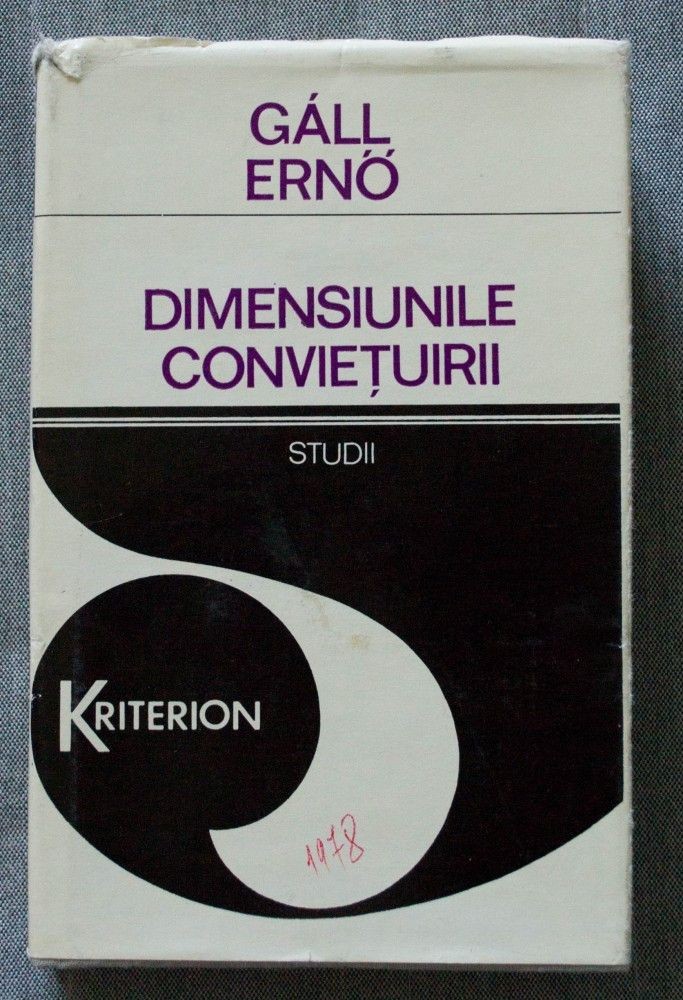 GÁLL
ERNŐ
DIMENSIUNILE
CONVIEȚUIRII
STUDII
KRITERION
1978